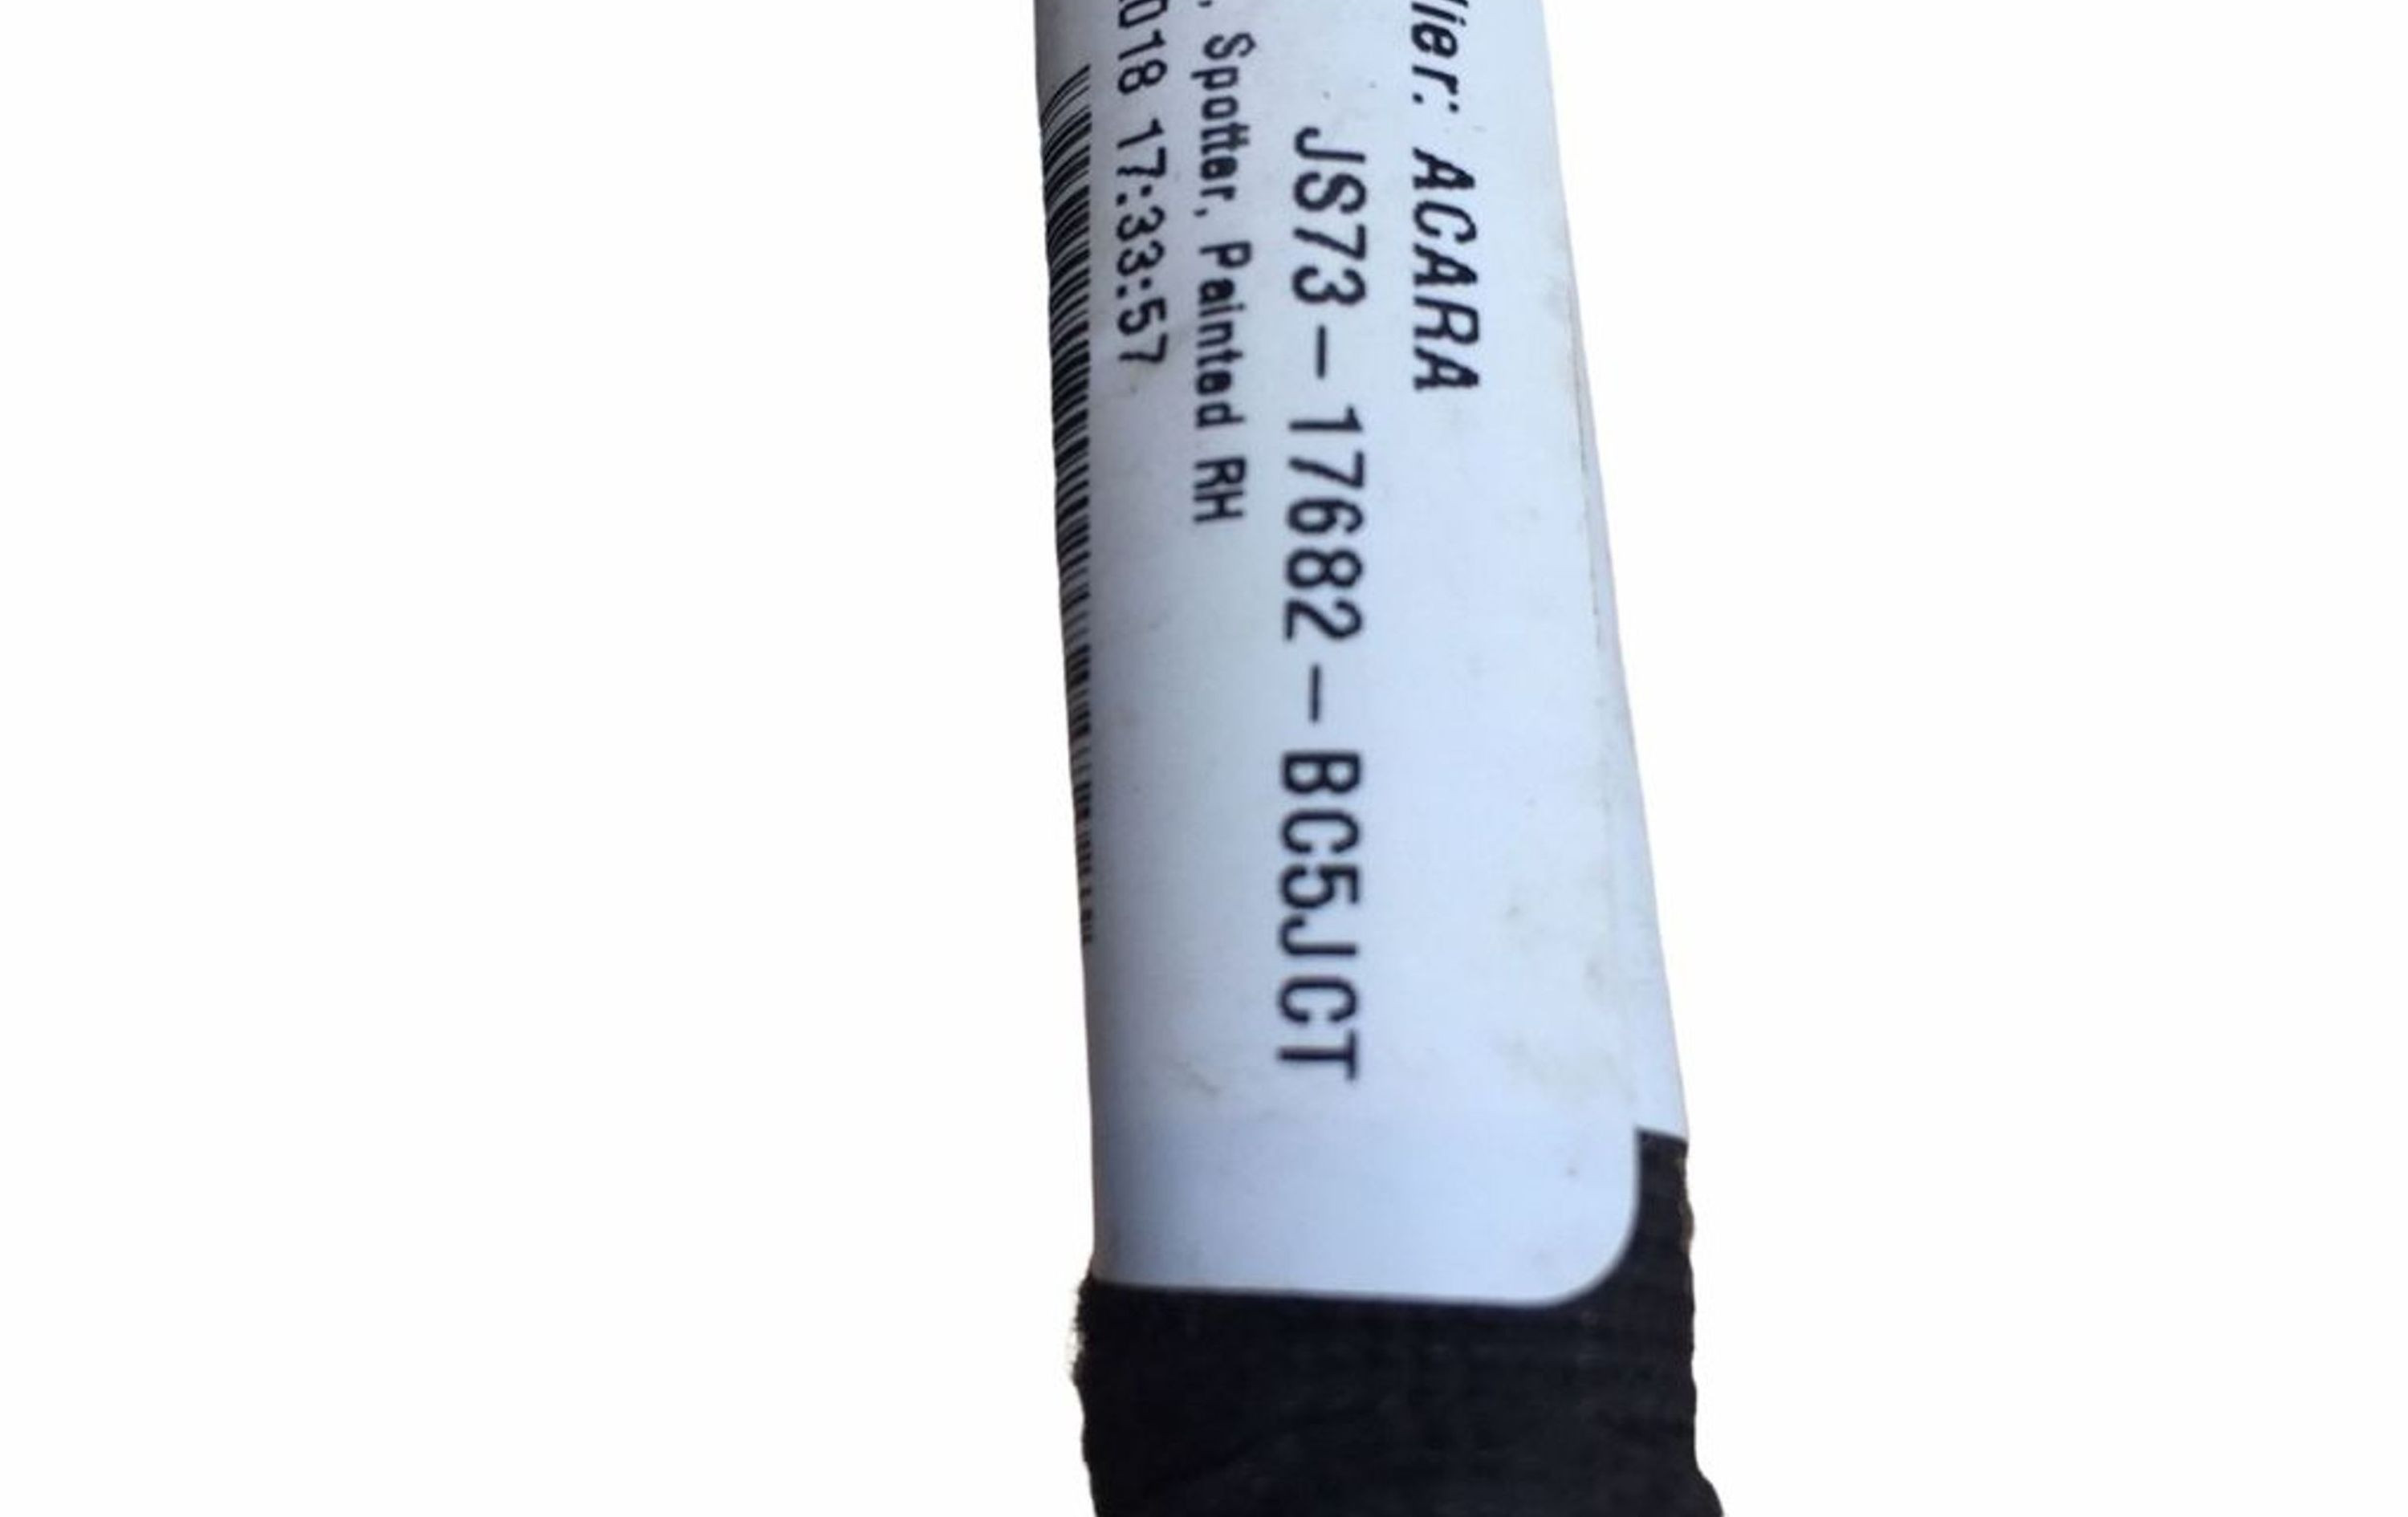 lier: ACARA
JS73-17682-BC5JCT
, Spotter, Painted RH
018 17:33:57